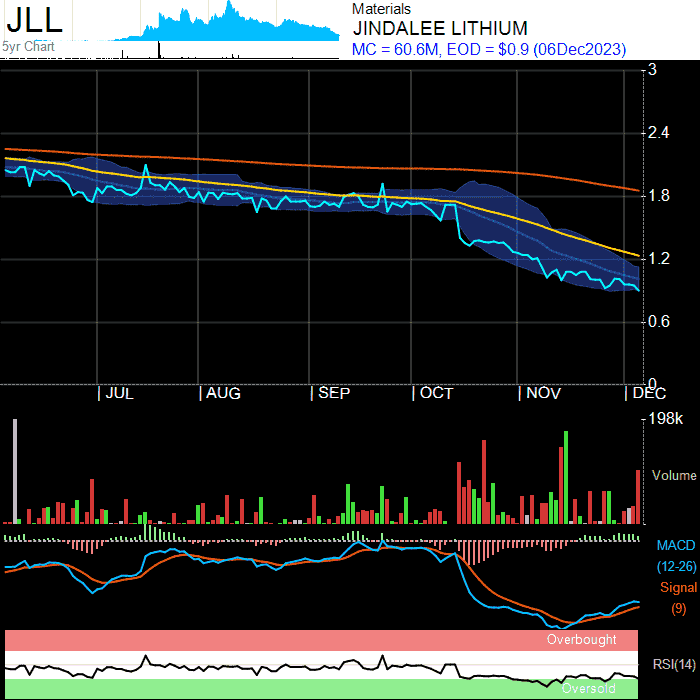 JLL
5yr Chart
Materials
JINDALEE LITHIUM
MC = 60.6M, EOD = $0.9 (06Dec2023)
3
2.4
1.8
1.2
0.6
0
| JUL | AUG | SEP | OCT | NOV | DEC
198k
Volume
MACD
(12-26)
Signal
(9)
Overbought
RSI(14)
Oversold